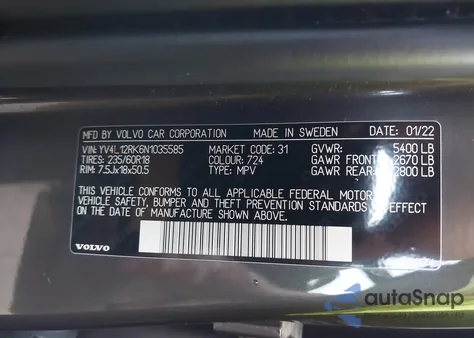 MFD. BY VOLVO CAR CORPORATION MADE IN SWEDEN DATE: 01/22
VIN: YV4L12RK6N1035585 MARKET CODE: 31 GVWR: 5400 LB
TIRES: 235/60R18 COLOUR: 724 GAWR FRONT: 2670 LB
RIM: 7.5Jx18x50.5 TYPE: MPV GAWR REAR: 2800 LB
THIS VEHICLE CONFORMS TO ALL APPLICABLE FEDERAL MOTOR
VEHICLE SAFETY, BUMPER AND THEFT PREVENTION STANDARDS IN EFFECT
ON THE DATE OF MANUFACTURE SHOWN ABOVE.
VOLVO
autoSnap